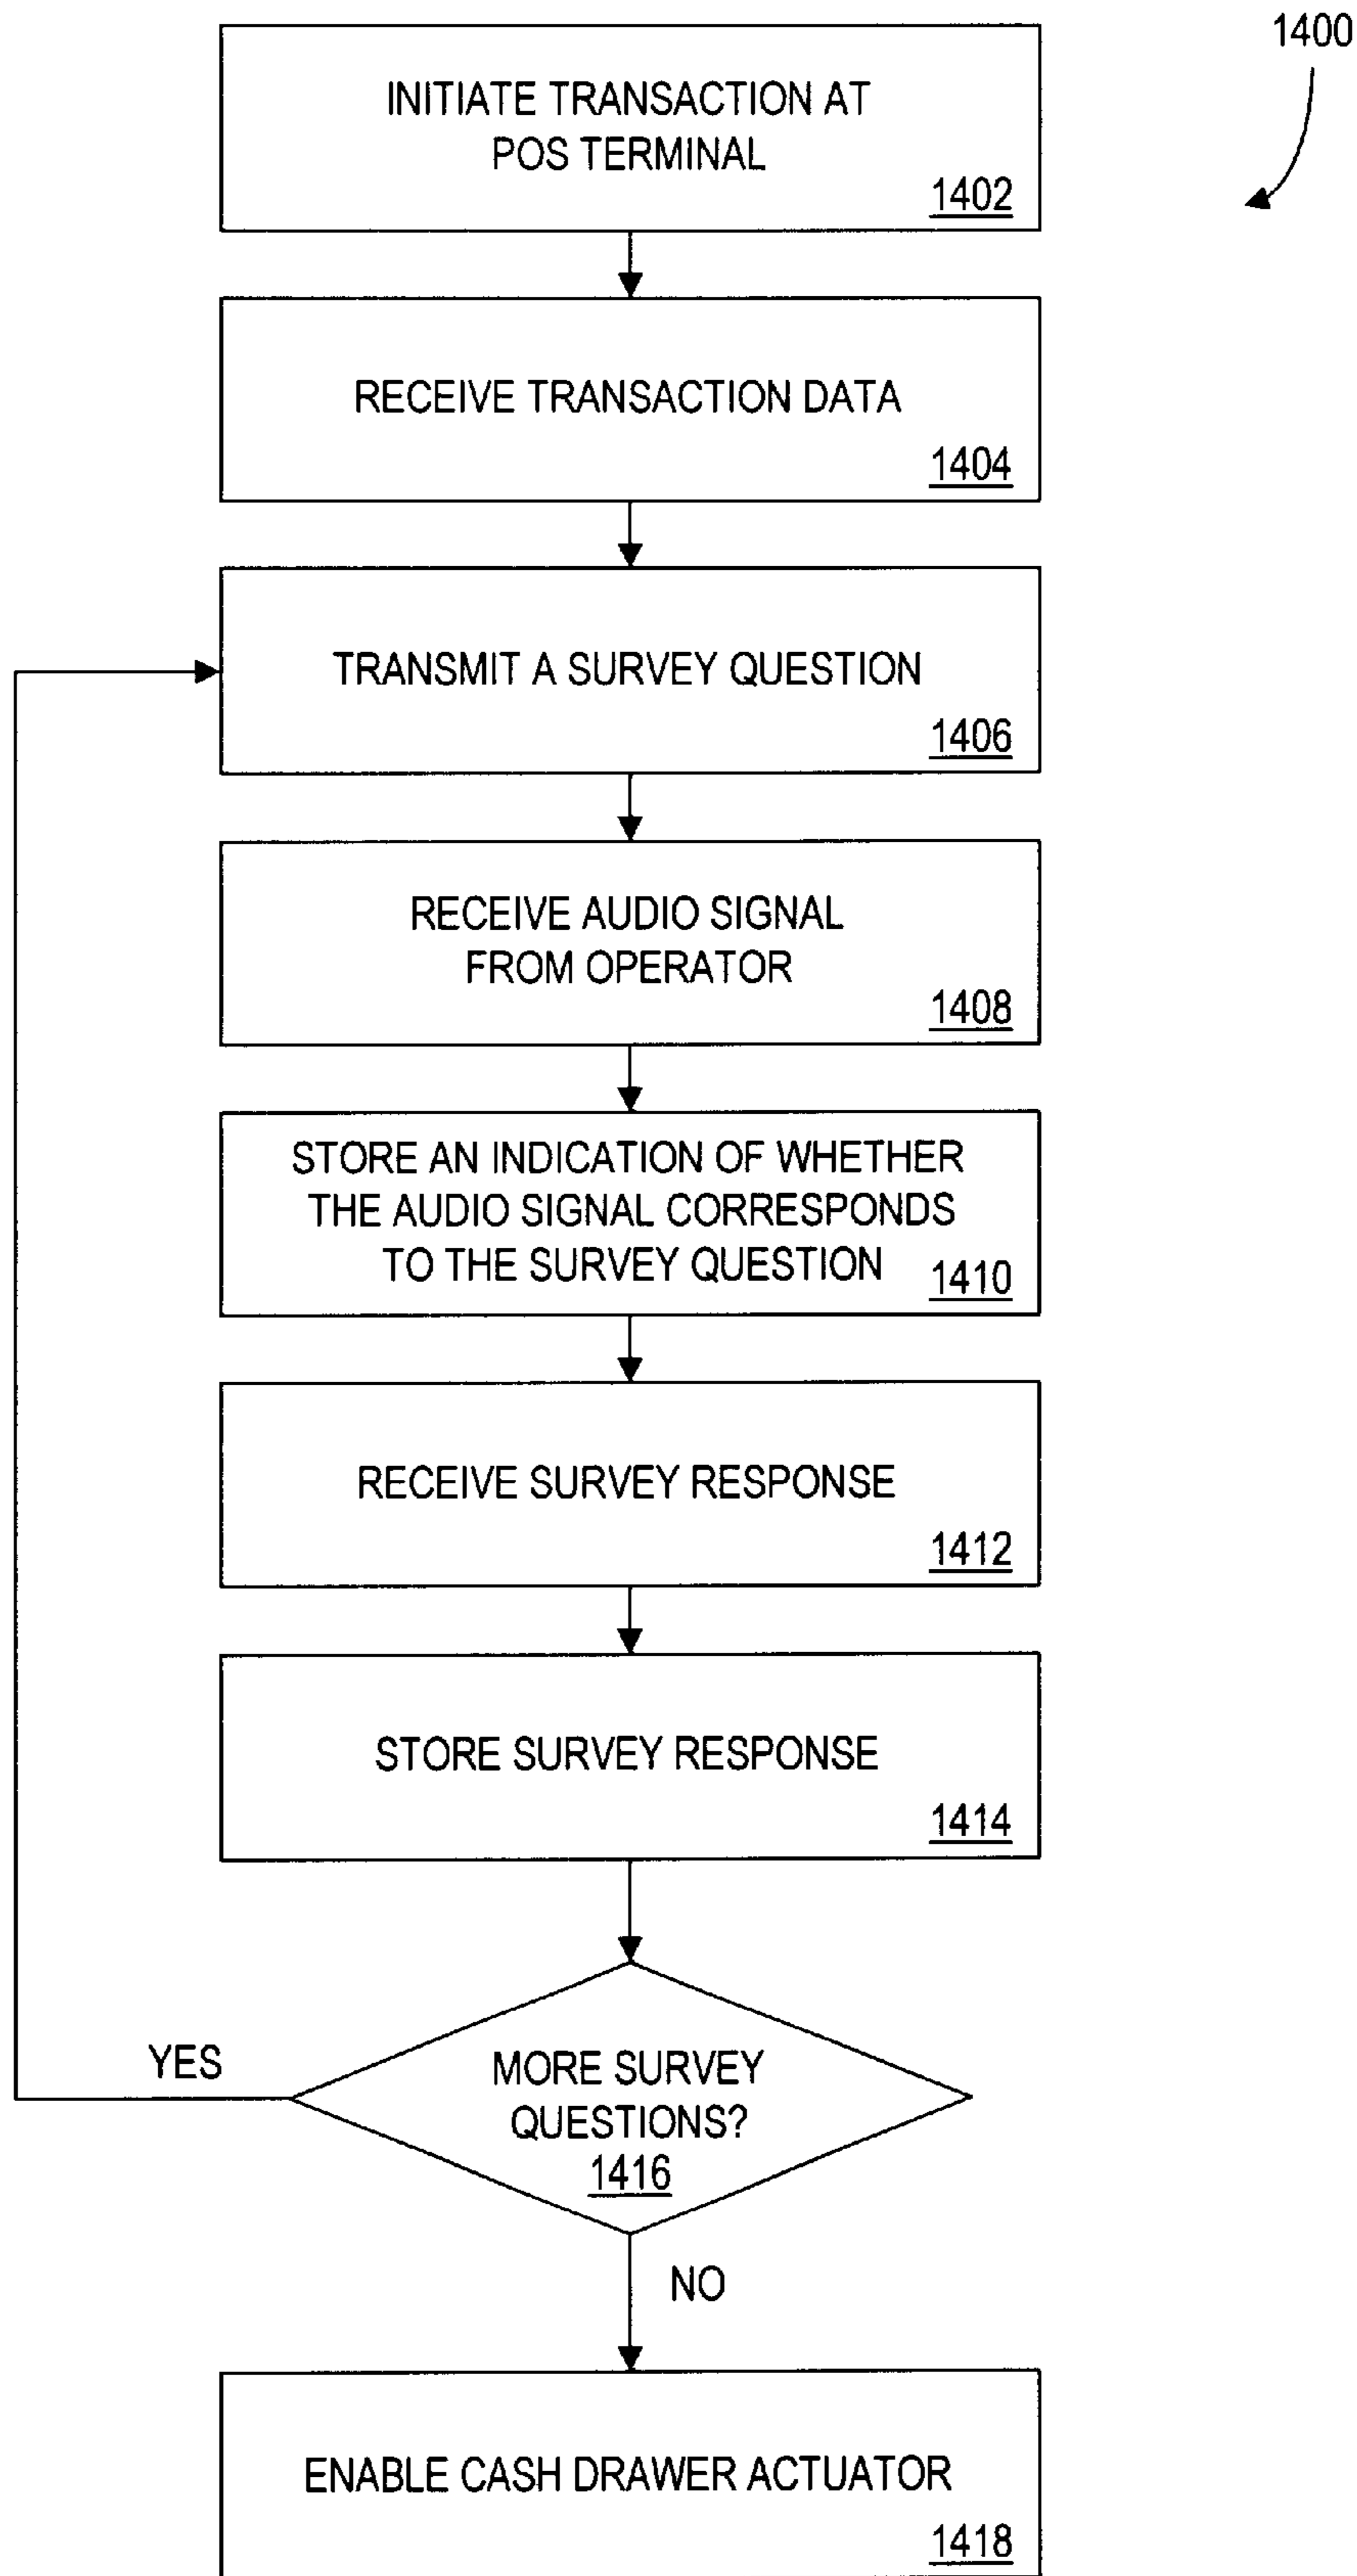 1400
INITIATE TRANSACTION AT
POS TERMINAL
1402
RECEIVE TRANSACTION DATA
1404
TRANSMIT A SURVEY QUESTION
1406
RECEIVE AUDIO SIGNAL
FROM OPERATOR
1408
STORE AN INDICATION OF WHETHER
THE AUDIO SIGNAL CORRESPONDS
TO THE SURVEY QUESTION
1410
RECEIVE SURVEY RESPONSE
1412
STORE SURVEY RESPONSE
1414
YES
MORE SURVEY
QUESTIONS?
1416
NO
ENABLE CASH DRAWER ACTUATOR
1418